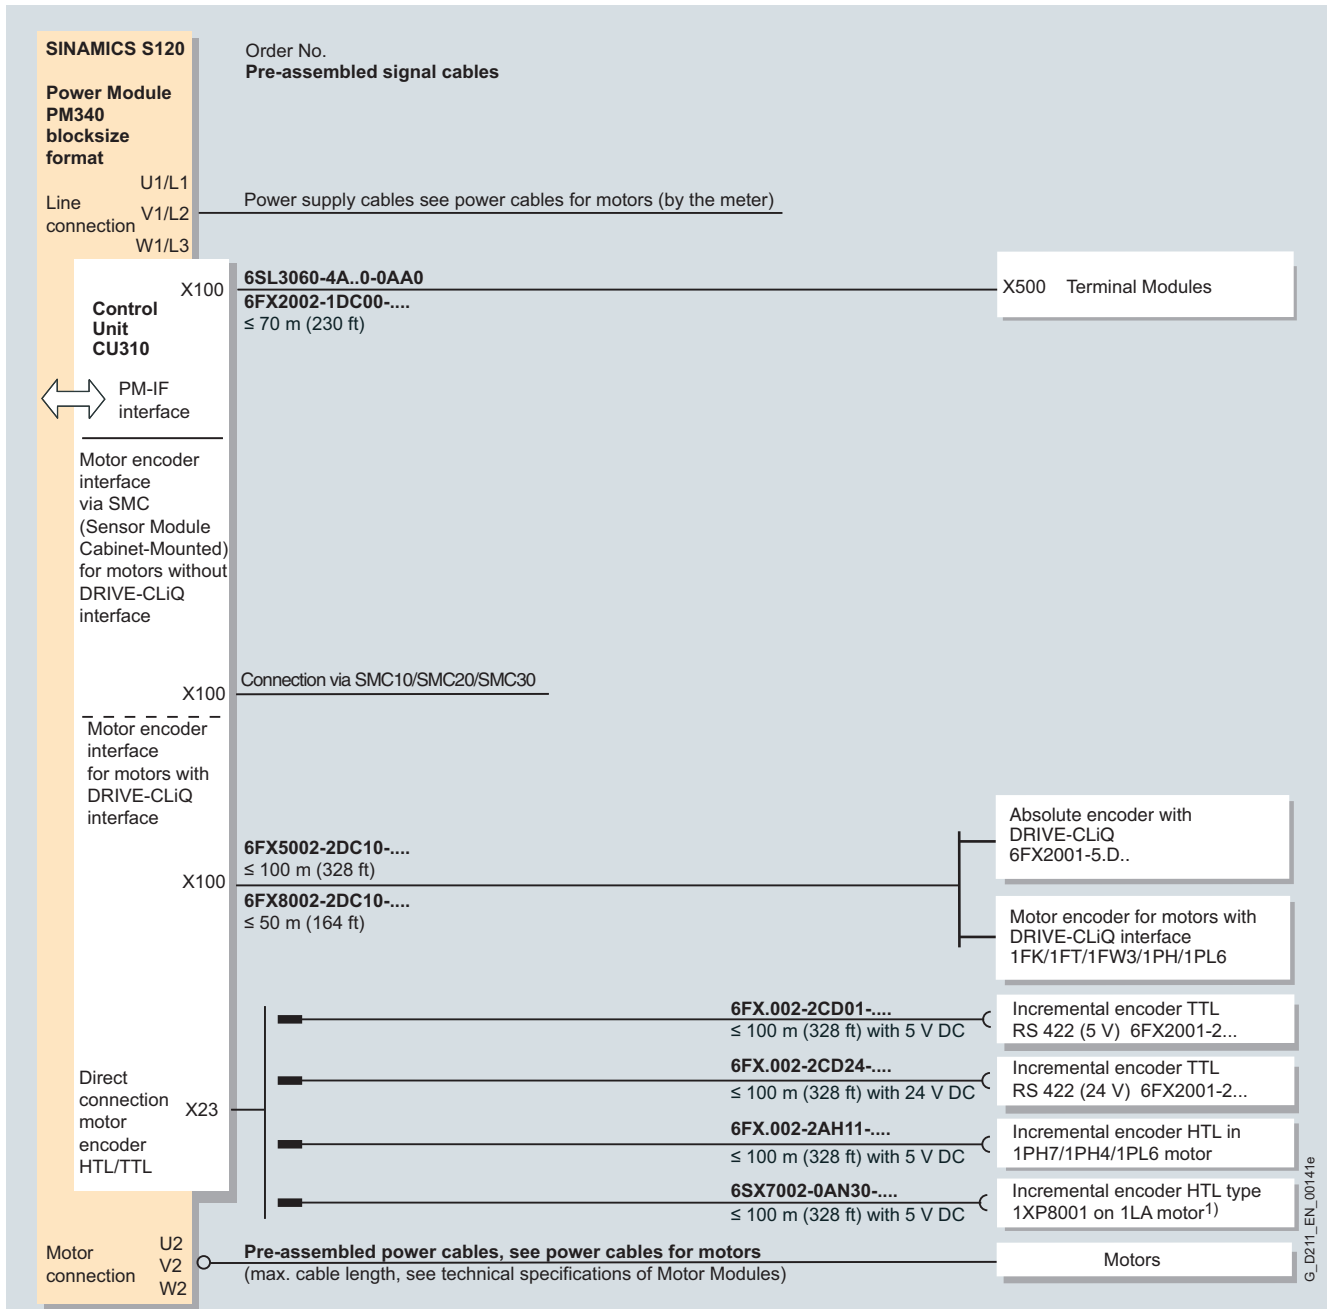 SINAMICS S120
Order No.
Pre-assembled signal cables
Power Module
PM340
blocksize
format
U1/L1
Line
connection
V1/L2
W1/L3
Power supply cables see power cables for motors (by the meter)
X100
6SL3060-4A..0-0AA0
6FX2002-1DC00-....
≤ 70 m (230 ft)
X500 Terminal Modules
Control
Unit
CU310
PM-IF
interface
Motor encoder
interface
via SMC
(Sensor Module
Cabinet-Mounted)
for motors without
DRIVE-CLiQ
interface
X100
Connection via SMC10/SMC20/SMC30
Motor encoder
interface
for motors with
DRIVE-CLiQ
interface
X100
6FX5002-2DC10-....
≤ 100 m (328 ft)
6FX8002-2DC10-....
≤ 50 m (164 ft)
Absolute encoder with
DRIVE-CLiQ
6FX2001-5.D..
Motor encoder for motors with
DRIVE-CLiQ interface
1FK/1FT/1FW3/1PH/1PL6
Direct
connection
motor
encoder
HTL/TTL
X23
6FX.002-2CD01-....
≤ 100 m (328 ft) with 5 V DC
Incremental encoder TTL
RS 422 (5 V) 6FX2001-2...
6FX.002-2CD24-....
≤ 100 m (328 ft) with 24 V DC
Incremental encoder TTL
RS 422 (24 V) 6FX2001-2...
6FX.002-2AH11-....
≤ 100 m (328 ft) with 5 V DC
Incremental encoder HTL in
1PH7/1PH4/1PL6 motor
6SX7002-0AN30-....
≤ 100 m (328 ft) with 5 V DC
Incremental encoder HTL type
1XP8001 on 1LA motor1)
Motor
connection
U2
V2
W2
Pre-assembled power cables, see power cables for motors
(max. cable length, see technical specifications of Motor Modules)
Motors
G_D211_EN_00141e